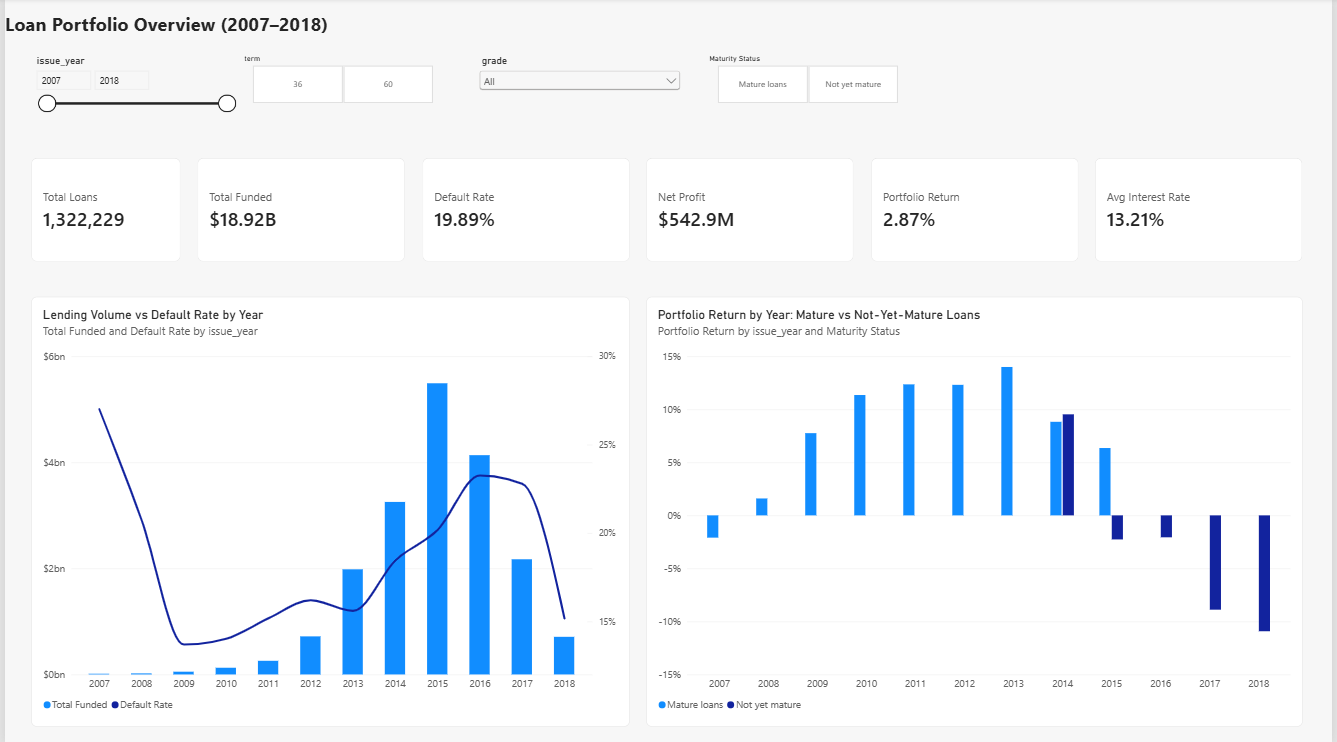 Loan Portfolio Overview (2007–2018)
issue_year
2007 2018
term
36 60
grade
All
Maturity Status
Mature loans Not yet mature
Total Loans
1,322,229
Total Funded
$18.92B
Default Rate
19.89%
Net Profit
$542.9M
Portfolio Return
2.87%
Avg Interest Rate
13.21%
Lending Volume vs Default Rate by Year
Total Funded and Default Rate by issue_year
$6bn
$4bn
$2bn
$0bn
30%
25%
20%
15%
2007 2008 2009 2010 2011 2012 2013 2014 2015 2016 2017 2018
Total Funded Default Rate
Portfolio Return by Year: Mature vs Not-Yet-Mature Loans
Portfolio Return by issue_year and Maturity Status
15%
10%
5%
0%
-5%
-10%
-15%
2007 2008 2009 2010 2011 2012 2013 2014 2015 2016 2017 2018
Mature loans Not yet mature